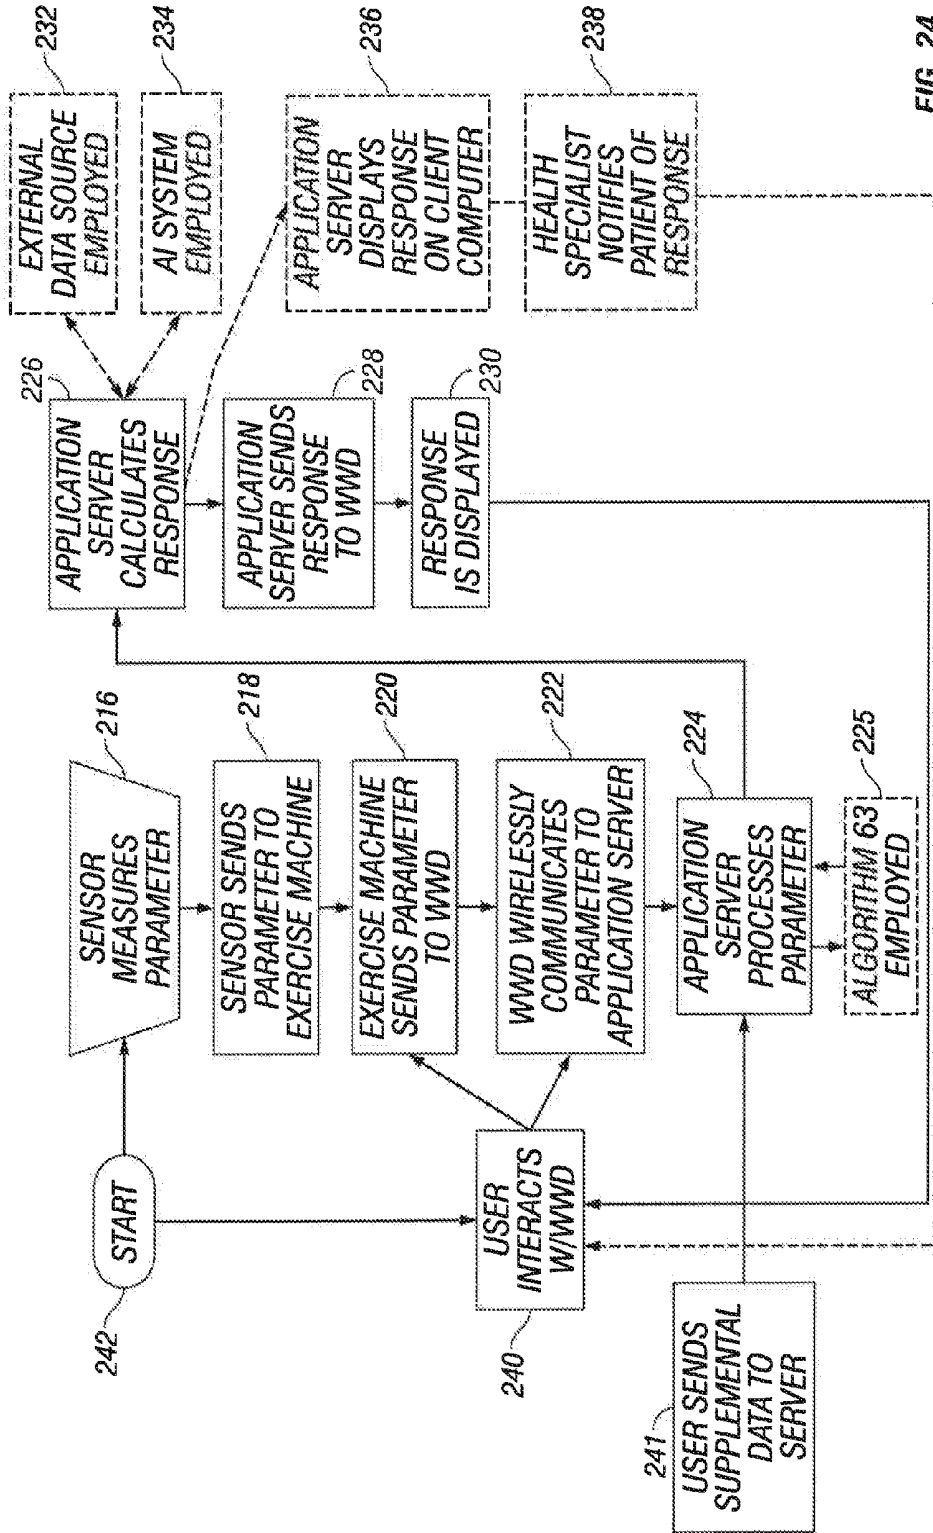 242
START
216
SENSOR
MEASURES
PARAMETER
218
SENSOR SENDS
PARAMETER TO
EXERCISE MACHINE
220
EXERCISE MACHINE
SENDS PARAMETER
TO WWD
222
WWD WIRELESSLY
COMMUNICATES
PARAMETER TO
APPLICATION SERVER
240
USER
INTERACTS
W/WWD
241
USER SENDS
SUPPLEMENTAL
DATA TO
SERVER
224
APPLICATION
SERVER
PROCESSES
PARAMETER
225
ALGORITHM 63
EMPLOYED
226
APPLICATION
SERVER
CALCULATES
RESPONSE
228
APPLICATION
SERVER SENDS
RESPONSE
TO WWD
230
RESPONSE
IS DISPLAYED
232
EXTERNAL
DATA SOURCE
EMPLOYED
234
AI SYSTEM
EMPLOYED
236
APPLICATION
SERVER
DISPLAYS
RESPONSE
ON CLIENT
COMPUTER
238
HEALTH
SPECIALIST
NOTIFIES
PATIENT OF
RESPONSE
FIG. 24